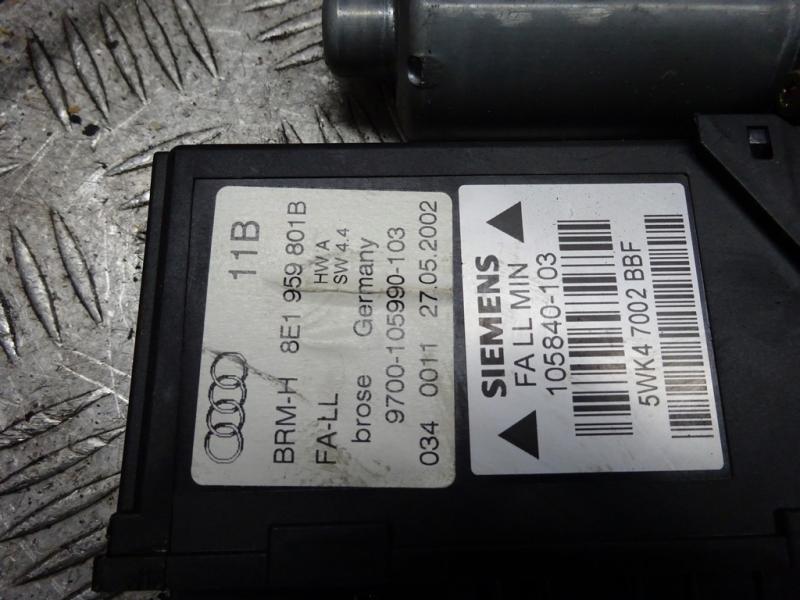 11B
BRM-H 8E1 959 801B
FA-LL HW.A
SW 4.4
brose Germany
9700-105990-103
034 0011 27.05.2002
SIEMENS
FA LL MIN
105840-103
5WK4 7002 BBF